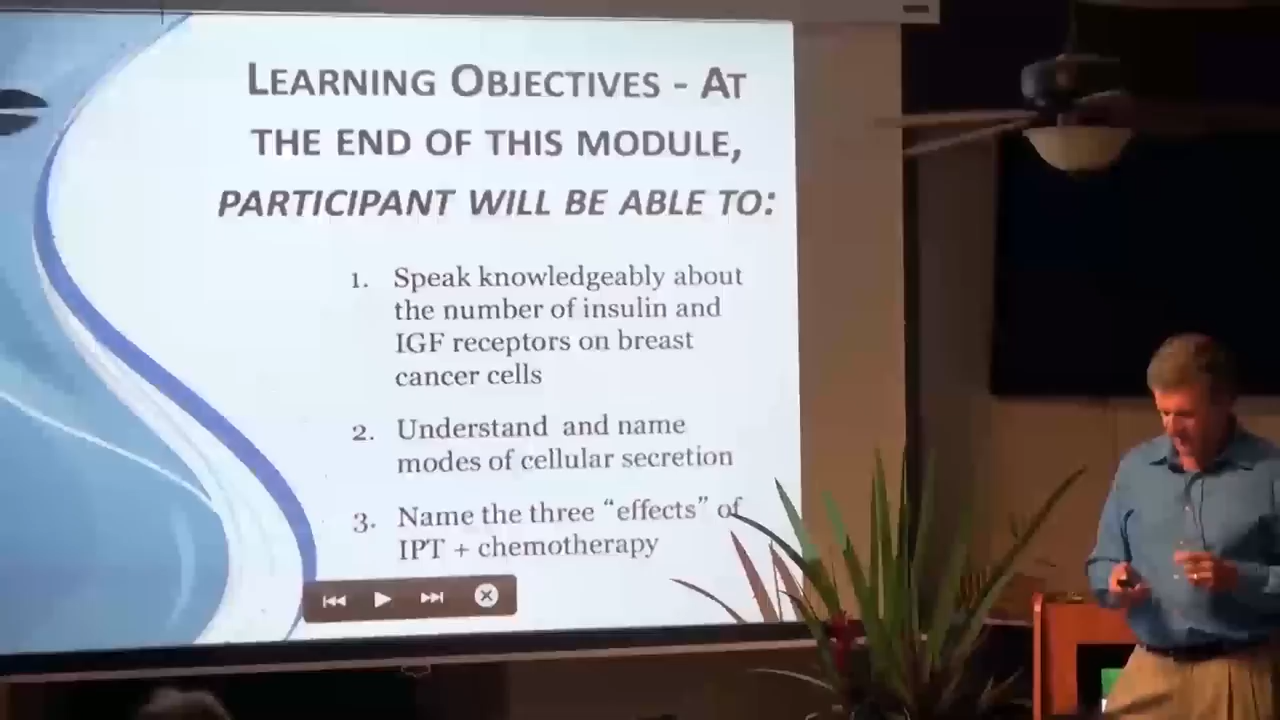 LEARNING OBJECTIVES - AT
THE END OF THIS MODULE,
PARTICIPANT WILL BE ABLE TO:
1. Speak knowledgeably about
the number of insulin and
IGF receptors on breast
cancer cells
2. Understand and name
modes of cellular secretion
3. Name the three “effects” of
IPT + chemotherapy